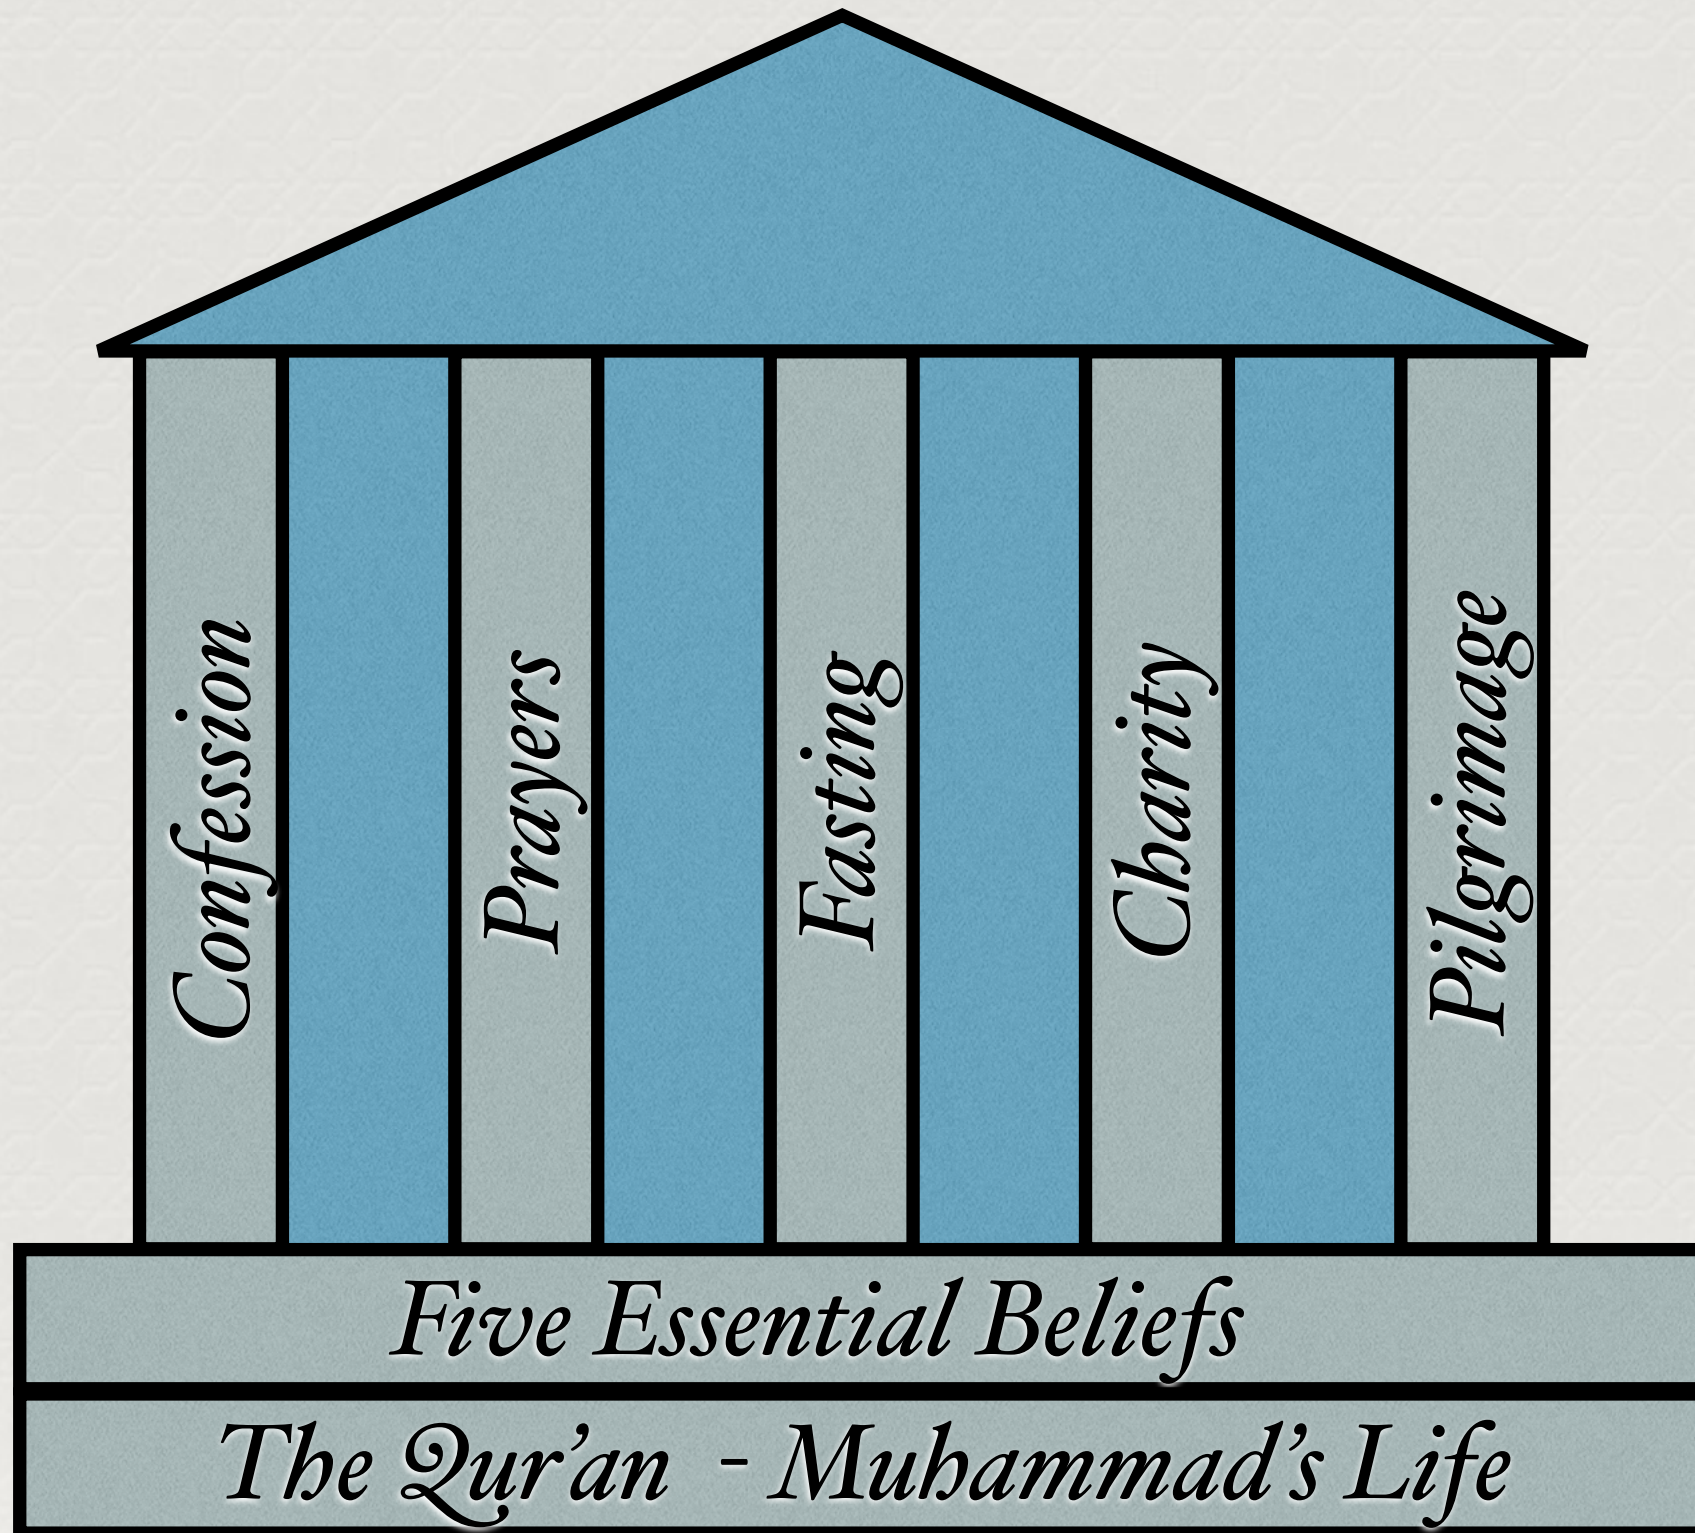 Confession
Prayers
Fasting
Charity
Pilgrimage
Five Essential Beliefs
The Qur’an - Muhammad’s Life